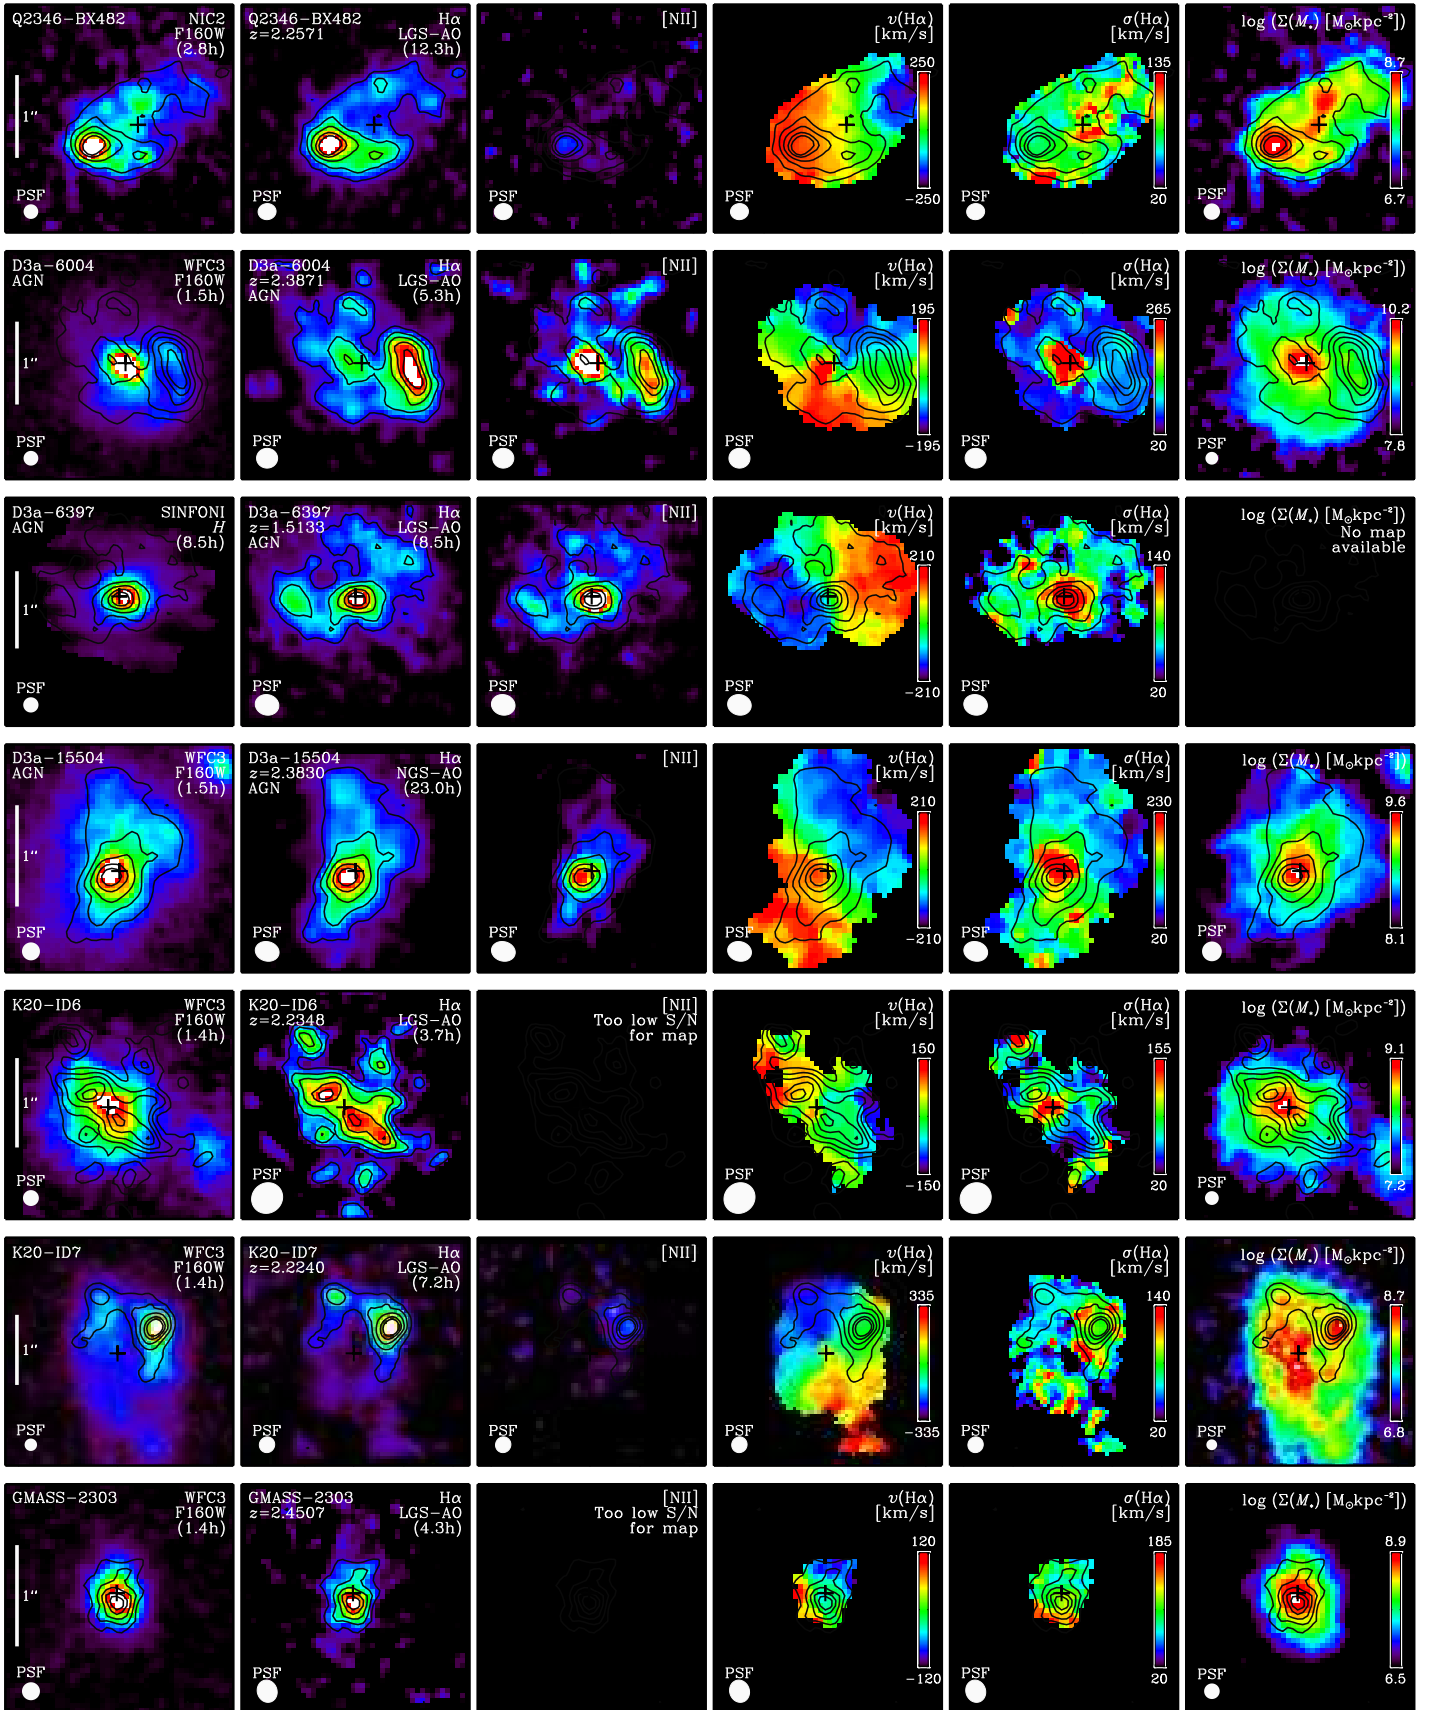 Q2346-BX482 NIC2
F160W
(2.8h)
1"
PSF
Q2346-BX482 Hα
z=2.2571 LGS-AO
(12.3h)
PSF
[NII]
PSF
v(Hα)
[km/s]
250
-250
PSF
σ(Hα)
[km/s]
135
20
PSF
log (Σ(M⋆) [M⊙kpc⁻²])
8.7
6.7
PSF
D3a-6004 WFC3
AGN F160W
(1.5h)
1"
PSF
D3a-6004 Hα
z=2.3871 LGS-AO
AGN (5.3h)
PSF
[NII]
PSF
v(Hα)
[km/s]
195
-195
PSF
σ(Hα)
[km/s]
265
20
PSF
log (Σ(M⋆) [M⊙kpc⁻²])
10.2
7.8
PSF
D3a-6397 SINFONI
AGN H
(8.5h)
1"
PSF
D3a-6397 Hα
z=1.5133 LGS-AO
AGN (8.5h)
PSF
[NII]
PSF
v(Hα)
[km/s]
210
-210
PSF
σ(Hα)
[km/s]
140
20
PSF
log (Σ(M⋆) [M⊙kpc⁻²])
No map
available
D3a-15504 WFC3
AGN F160W
(1.5h)
1"
PSF
D3a-15504 Hα
z=2.3830 NGS-AO
AGN (23.0h)
PSF
[NII]
PSF
v(Hα)
[km/s]
210
-210
PSF
σ(Hα)
[km/s]
230
20
PSF
log (Σ(M⋆) [M⊙kpc⁻²])
9.6
8.1
PSF
K20-ID6 WFC3
F160W
(1.4h)
1"
PSF
K20-ID6 Hα
z=2.2348 LGS-AO
(3.7h)
PSF
[NII]
Too low S/N
for map
v(Hα)
[km/s]
150
-150
PSF
σ(Hα)
[km/s]
155
20
PSF
log (Σ(M⋆) [M⊙kpc⁻²])
9.1
7.2
PSF
K20-ID7 WFC3
F160W
(1.4h)
1"
PSF
K20-ID7 Hα
z=2.2240 LGS-AO
(7.2h)
PSF
[NII]
PSF
v(Hα)
[km/s]
335
-335
PSF
σ(Hα)
[km/s]
140
20
PSF
log (Σ(M⋆) [M⊙kpc⁻²])
8.7
6.8
PSF
GMASS-2303 WFC3
F160W
(1.4h)
1"
PSF
GMASS-2303 Hα
z=2.4507 LGS-AO
(4.3h)
PSF
[NII]
Too low S/N
for map
v(Hα)
[km/s]
120
-120
PSF
σ(Hα)
[km/s]
185
20
PSF
log (Σ(M⋆) [M⊙kpc⁻²])
8.9
6.5
PSF